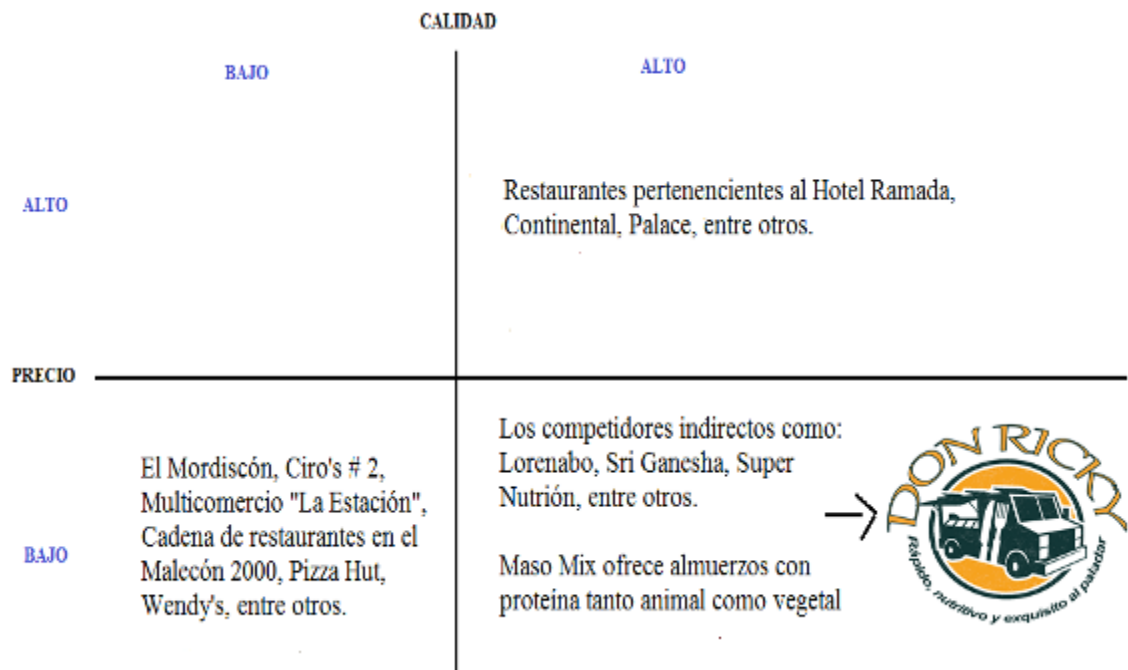 CALIDAD
BAJO
ALTO
ALTO
Restaurantes pertenencientes al Hotel Ramada,
Continental, Palace, entre otros.
PRECIO
BAJO
El Mordiscón, Ciro's # 2,
Multicomercio "La Estación",
Cadena de restaurantes en el
Malecón 2000, Pizza Hut,
Wendy's, entre otros.
Los competidores indirectos como:
Lorenabo, Sri Ganesha, Super
Nutrión, entre otros.
Maso Mix ofrece almuerzos con
proteína tanto animal como vegetal
DON RICKY
Rápido, nutritivo y exquisito al paladar